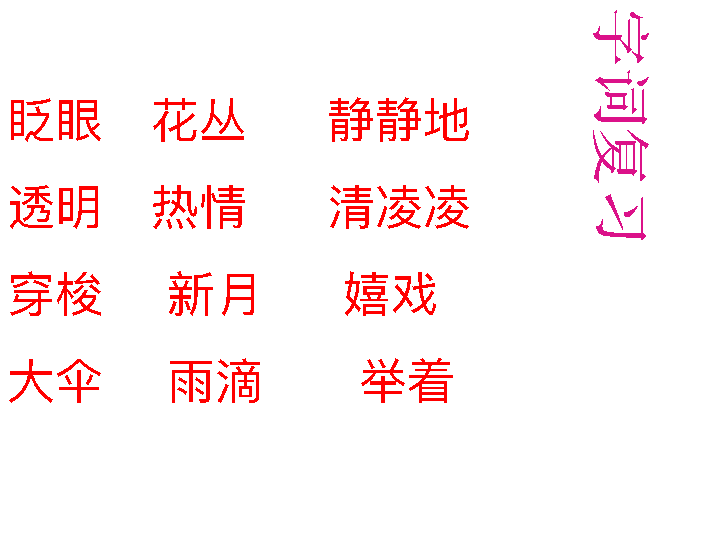 字词复习
眨眼 花丛 静静地
透明 热情 清凌凌
穿梭 新月 嬉戏
大伞 雨滴 举着